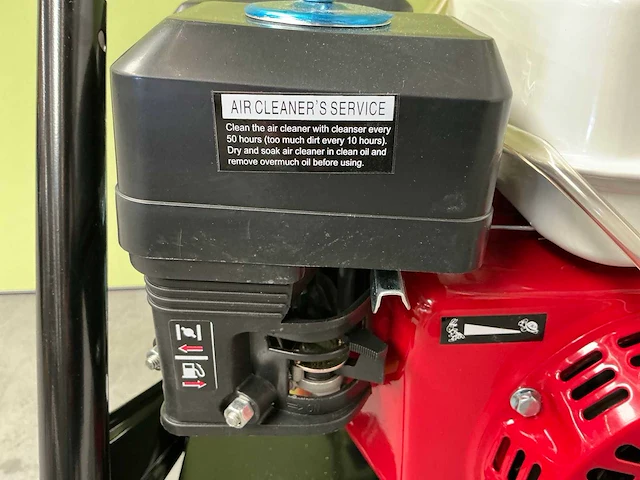 AIR CLEANER'S SERVICE
Clean the air cleaner with cleanser every
50 hours (too much dirt every 10 hours).
Dry and soak air cleaner in clean oil and
remove overmuch oil before using.